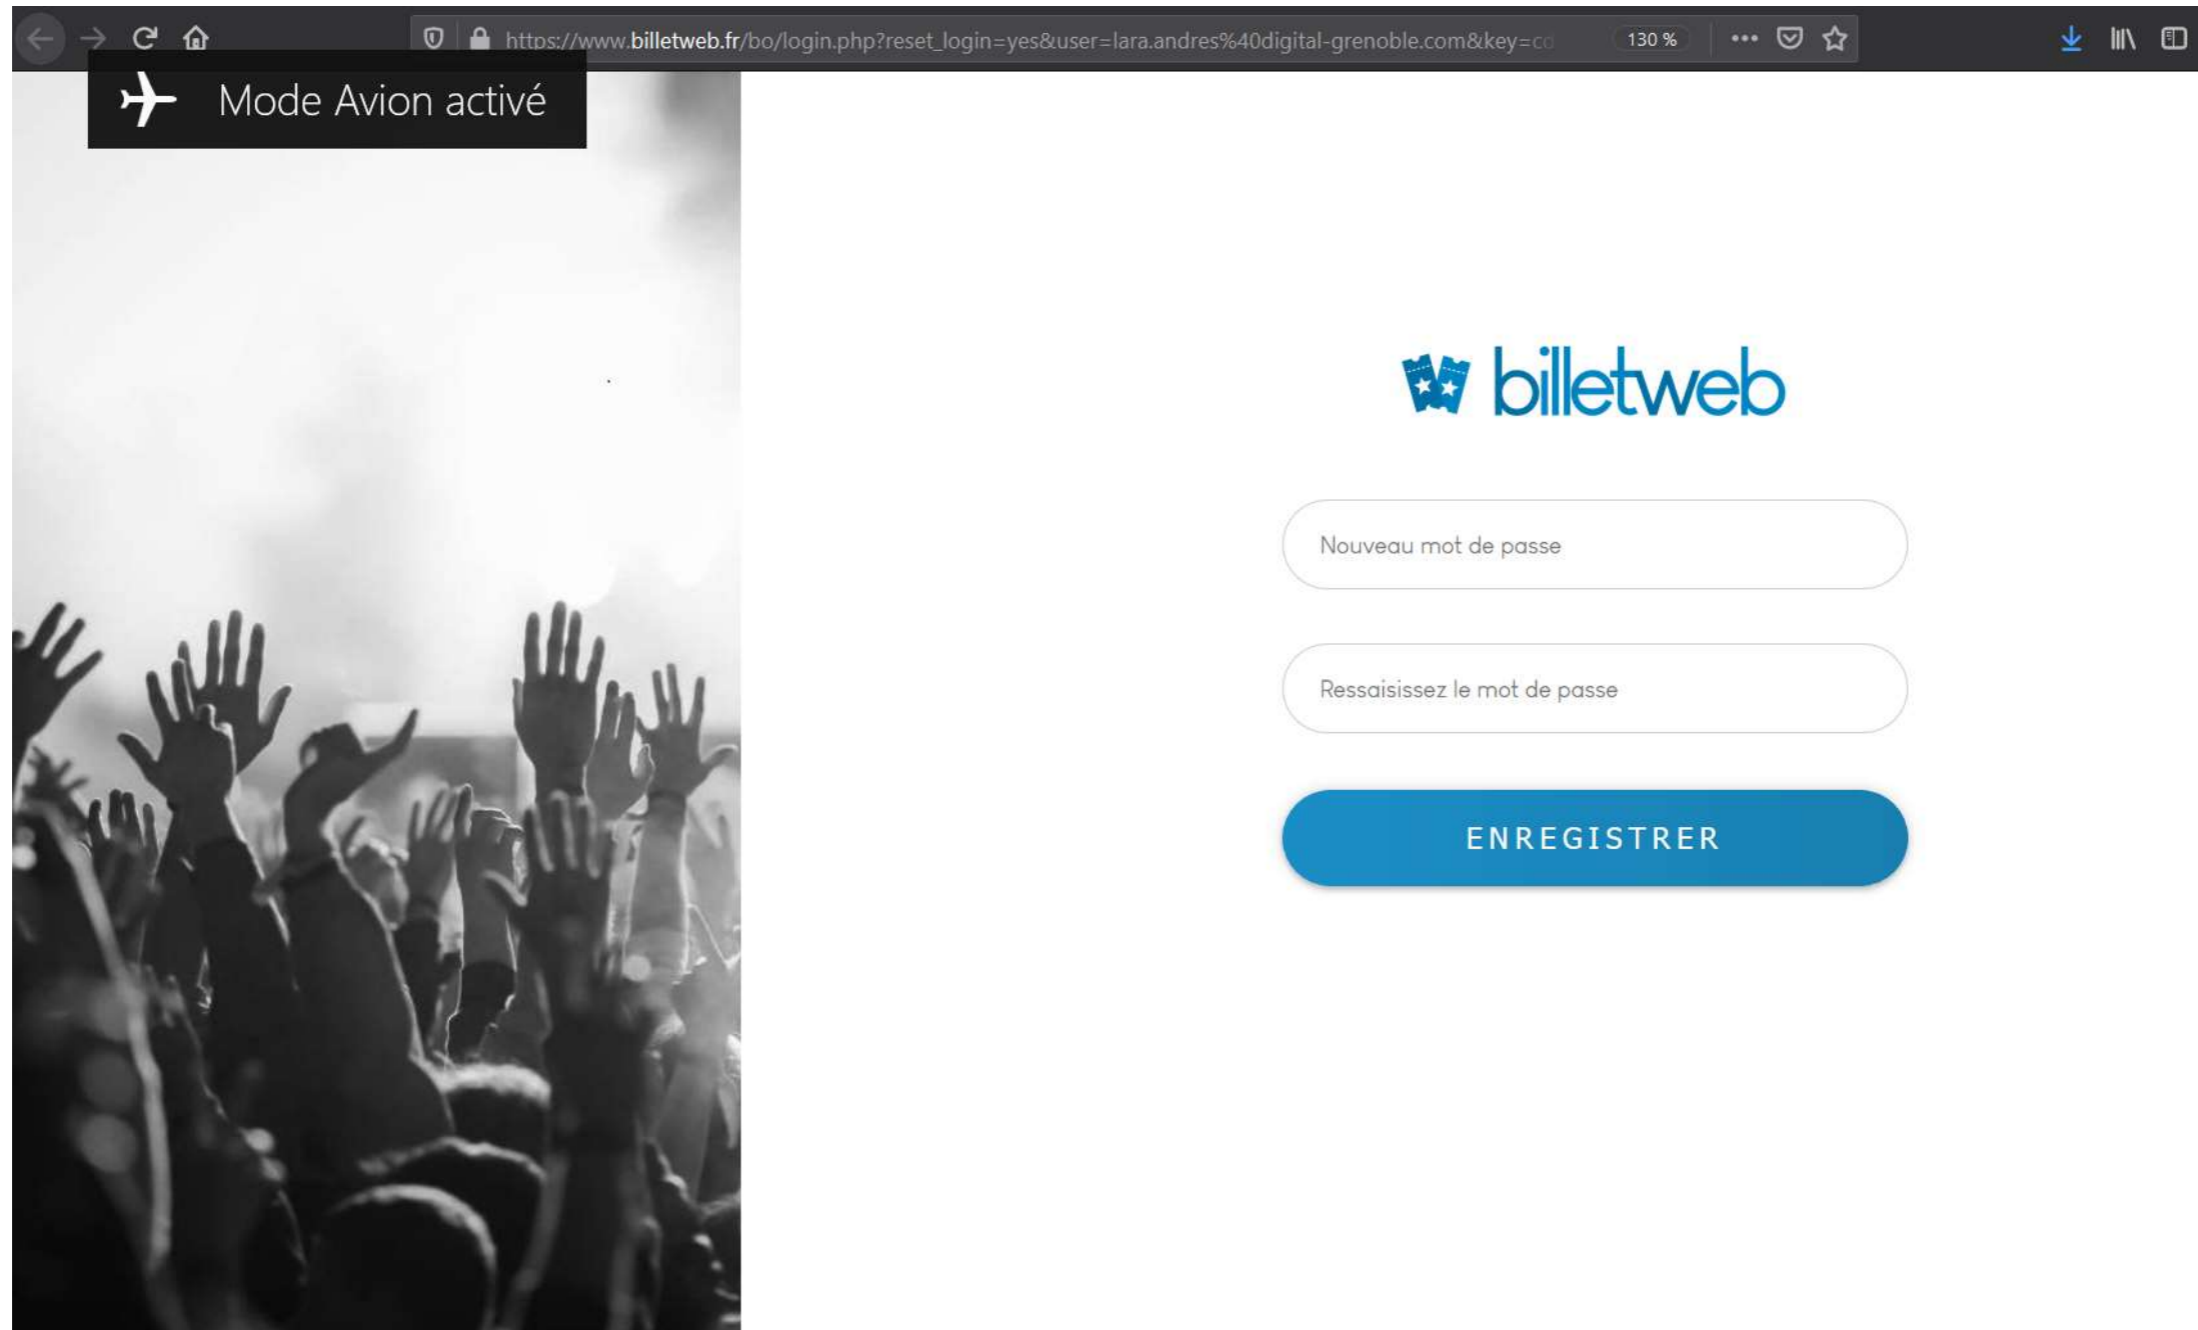 https://www.billetweb.fr/bo/login.php?reset_login=yes&user=lara.andres%40digital-grenoble.com&key=cd
130 %
Mode Avion activé
billetweb
Nouveau mot de passe
Ressaisissez le mot de passe
ENREGISTRER